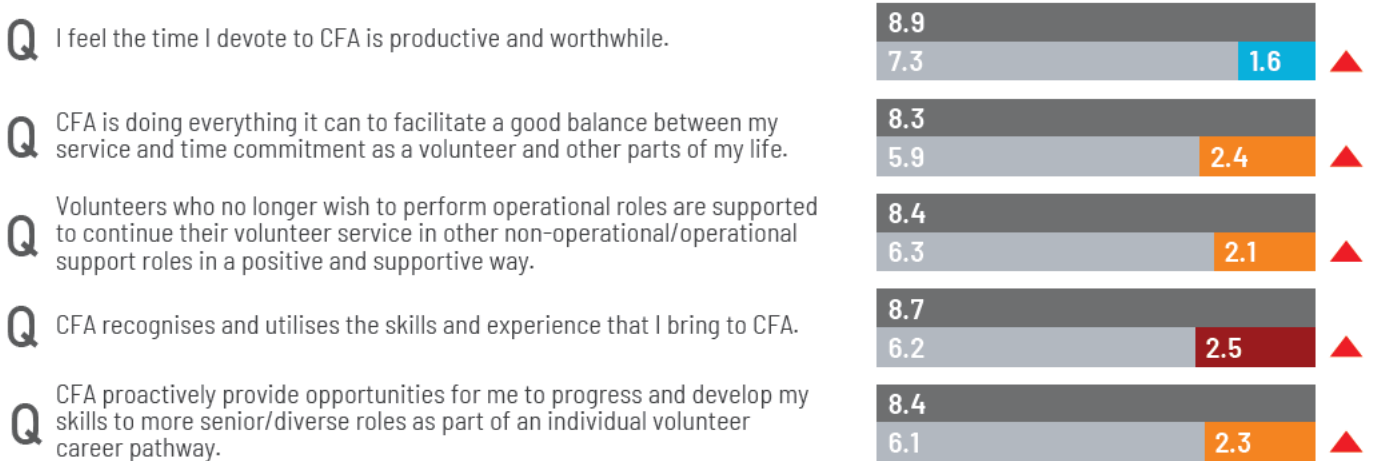 Q I feel the time I devote to CFA is productive and worthwhile.
8.9
7.3 1.6
Q CFA is doing everything it can to facilitate a good balance between my
service and time commitment as a volunteer and other parts of my life.
8.3
5.9 2.4
Q Volunteers who no longer wish to perform operational roles are supported
to continue their volunteer service in other non-operational/operational
support roles in a positive and supportive way.
8.4
6.3 2.1
Q CFA recognises and utilises the skills and experience that I bring to CFA.
8.7
6.2 2.5
Q CFA proactively provide opportunities for me to progress and develop my
skills to more senior/diverse roles as part of an individual volunteer
career pathway.
8.4
6.1 2.3